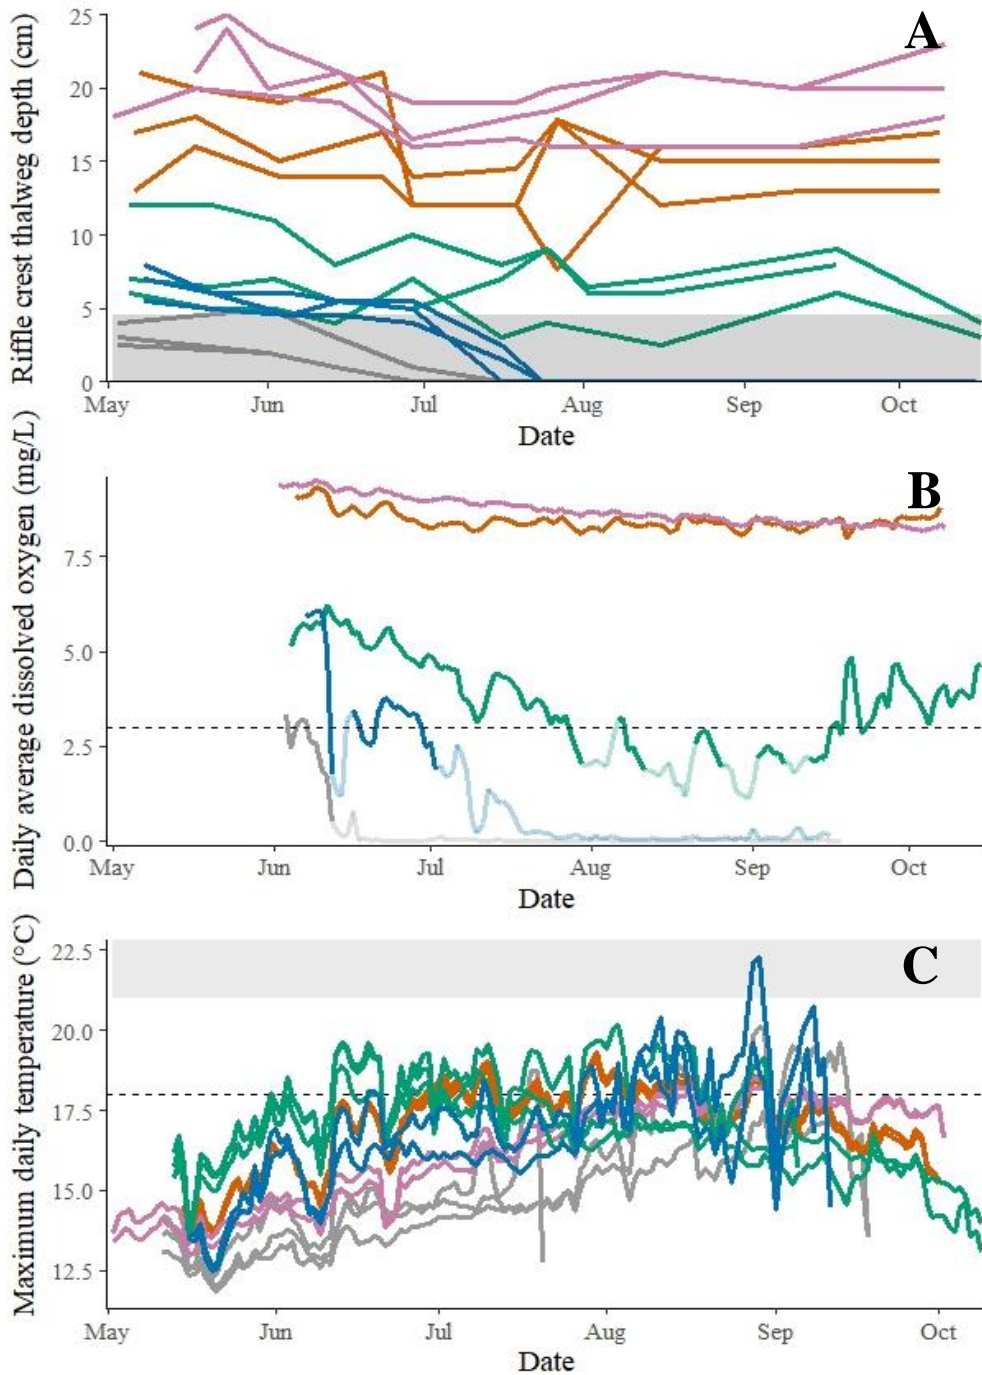 Riffle crest thalweg depth (cm)
A
25
20
15
10
5
0
May Jun Jul Aug Sep Oct
Date
Daily average dissolved oxygen (mg/L)
B
7.5
5.0
2.5
0.0
May Jun Jul Aug Sep Oct
Date
Maximum daily temperature (°C)
C
22.5
20.0
17.5
15.0
12.5
May Jun Jul Aug Sep Oct
Date